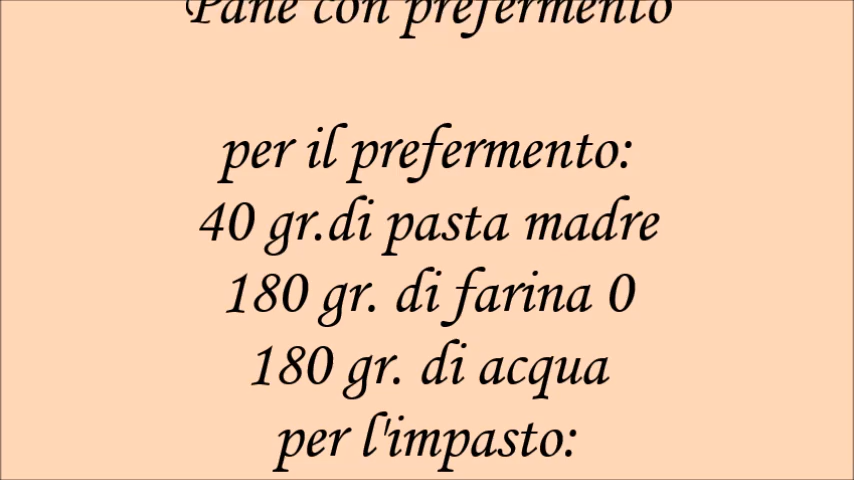 Pane con prefermento
per il prefermento:
40 gr.di pasta madre
180 gr. di farina 0
180 gr. di acqua
per l'impasto: